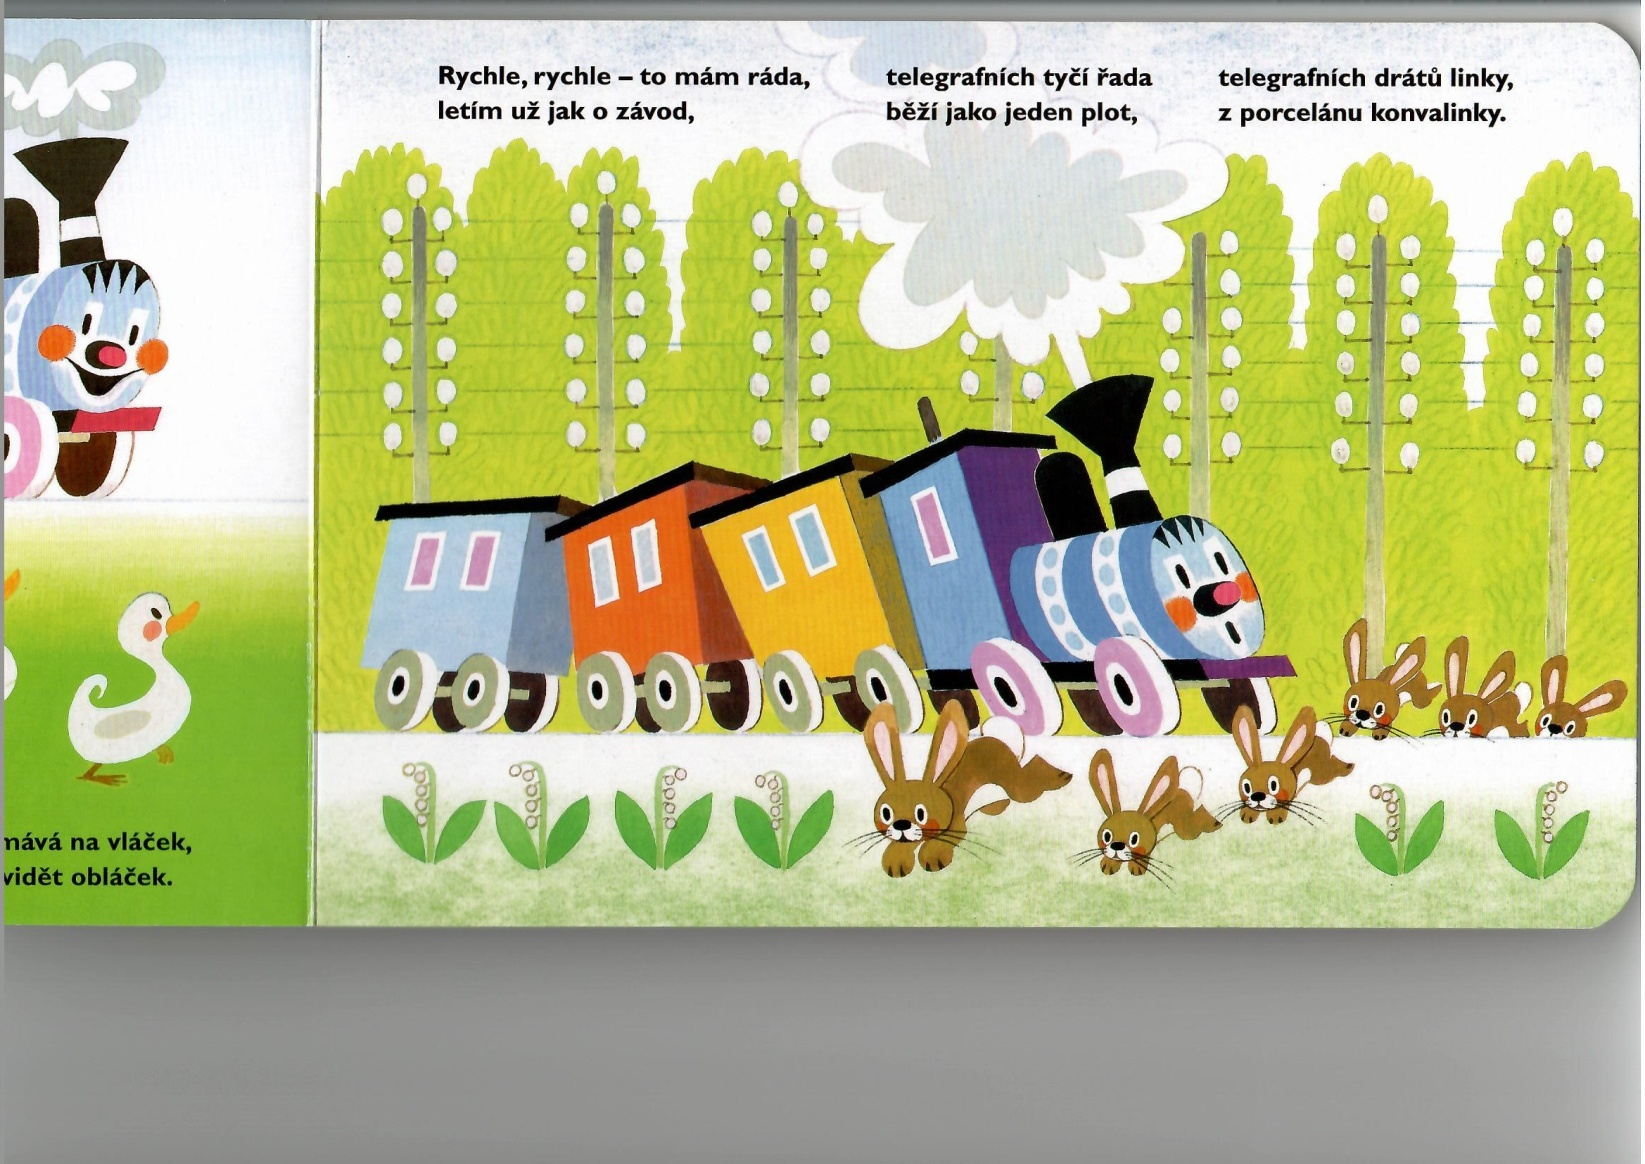 Rychle, rychle – to mám ráda,
letím už jak o závod,
telegrafních tyčí řada
běží jako jeden plot,
telegrafních drátů linky,
z porcelánu konvalinky.
mává na vláček,
vidět obláček.